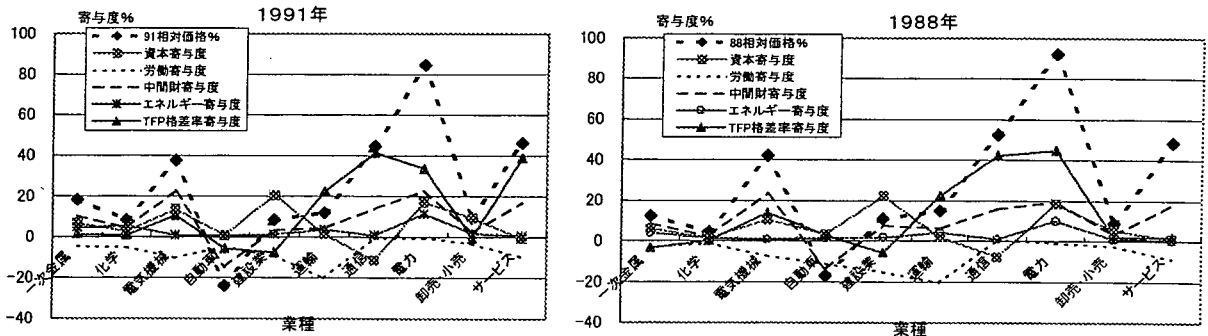 寄与度%
1991年
100
80
60
40
20
0
-20
-40
91相対価格%
資本寄与度
労働寄与度
中間財寄与度
エネルギー寄与度
TFP格差率寄与度
一次金属
化学
電気機械
自動車
建設業
運輸
通信
電力
卸売・小売
サービス
業種
寄与度%
1988年
100
80
60
40
20
0
-20
-40
88相対価格%
資本寄与度
労働寄与度
中間財寄与度
エネルギー寄与度
TFP格差率寄与度
一次金属
化学
電気機械
自動車
建設業
運輸
通信
電力
卸売・小売
サービス
業種